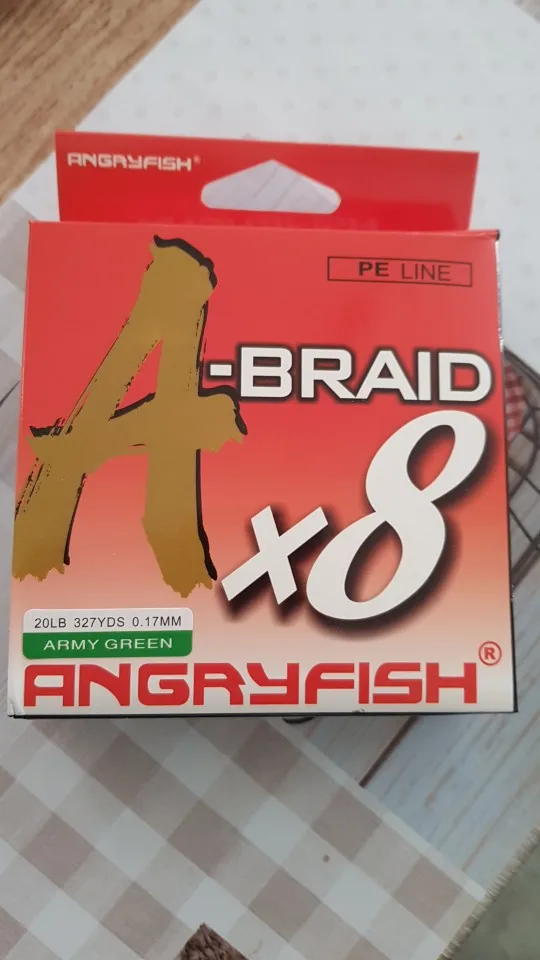 ANGRYFISH®
PE LINE
A-BRAID
x8
20LB 327YDS 0.17MM
ARMY GREEN
ANGRYFISH®